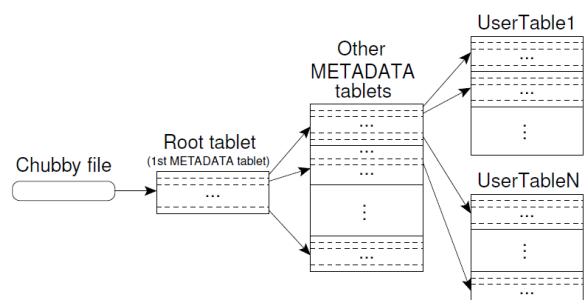 Chubby file
Root tablet
(1st METADATA tablet)
...
Other
METADATA
tablets
...
...
⋮
...
UserTable1
...
...
⋮
UserTableN
...
⋮
...